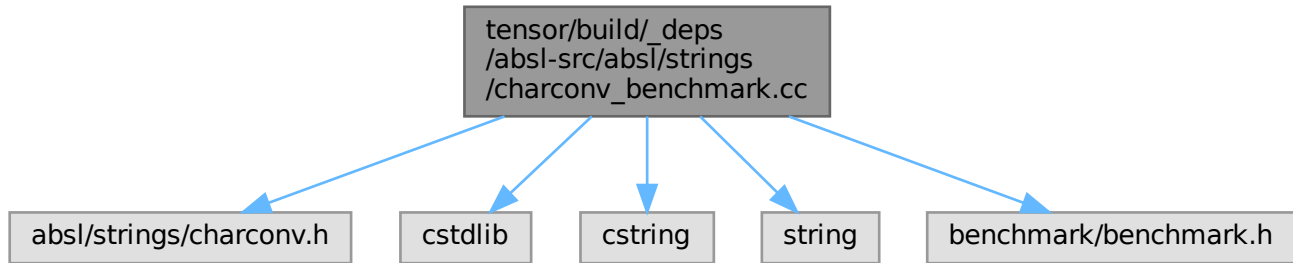 tensor/build/_deps
/absl-src/absl/strings
/charconv_benchmark.cc
absl/strings/charconv.h
cstdlib
cstring
string
benchmark/benchmark.h